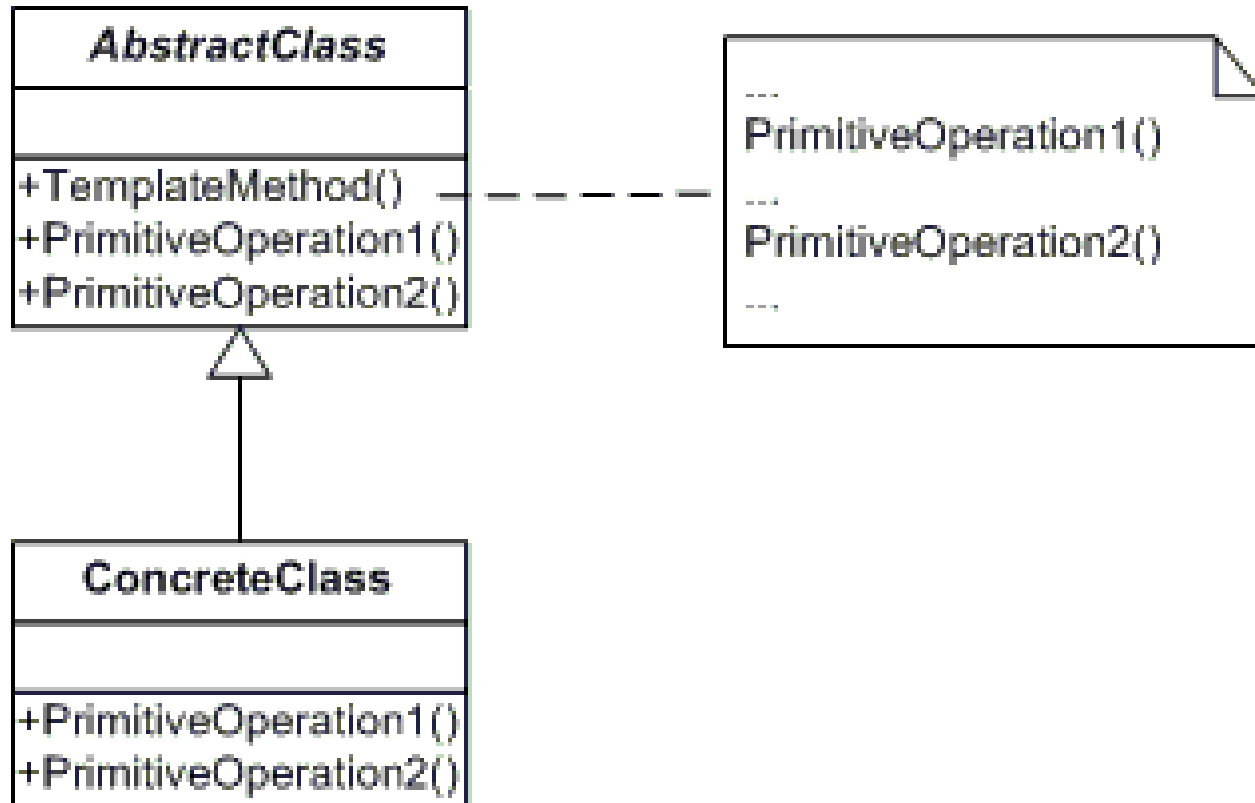 AbstractClass
+TemplateMethod()
+PrimitiveOperation1()
+PrimitiveOperation2()
....
PrimitiveOperation1()
....
PrimitiveOperation2()
....
ConcreteClass
+PrimitiveOperation1()
+PrimitiveOperation2()